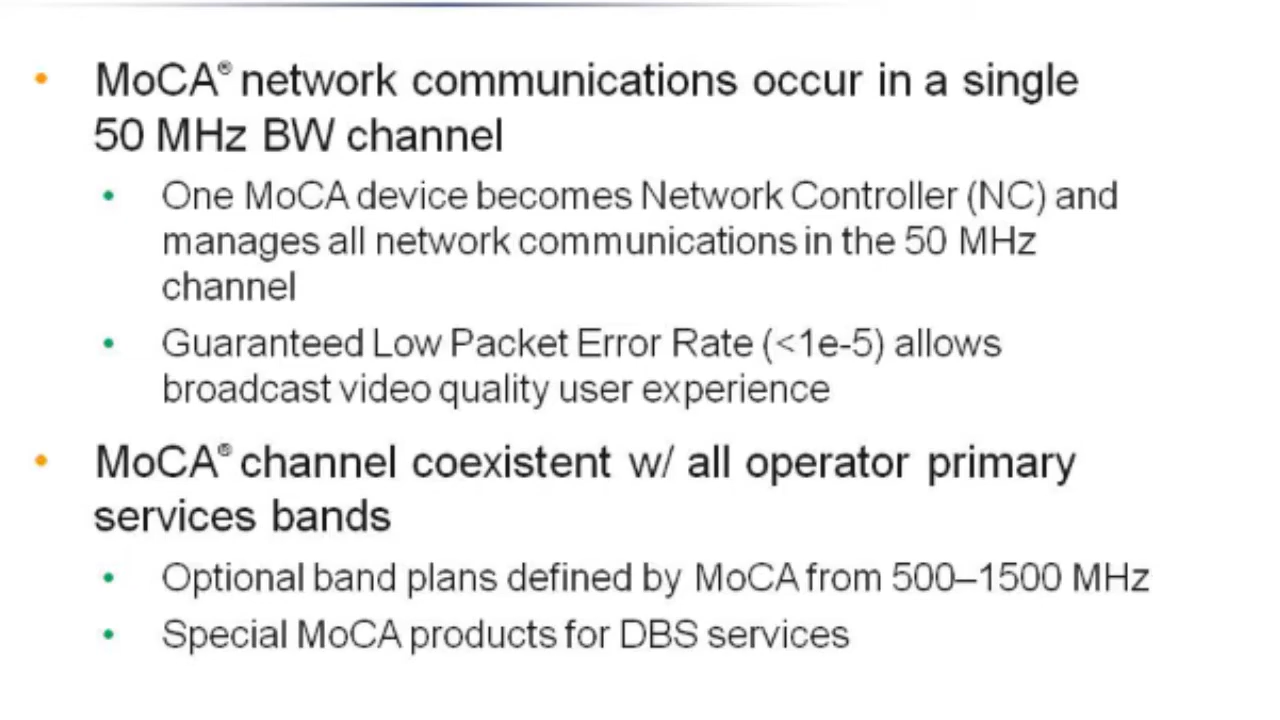 • MoCA® network communications occur in a single
50 MHz BW channel
• One MoCA device becomes Network Controller (NC) and
manages all network communications in the 50 MHz
channel
• Guaranteed Low Packet Error Rate (<1e-5) allows
broadcast video quality user experience
• MoCA® channel coexistent w/ all operator primary
services bands
• Optional band plans defined by MoCA from 500–1500 MHz
• Special MoCA products for DBS services